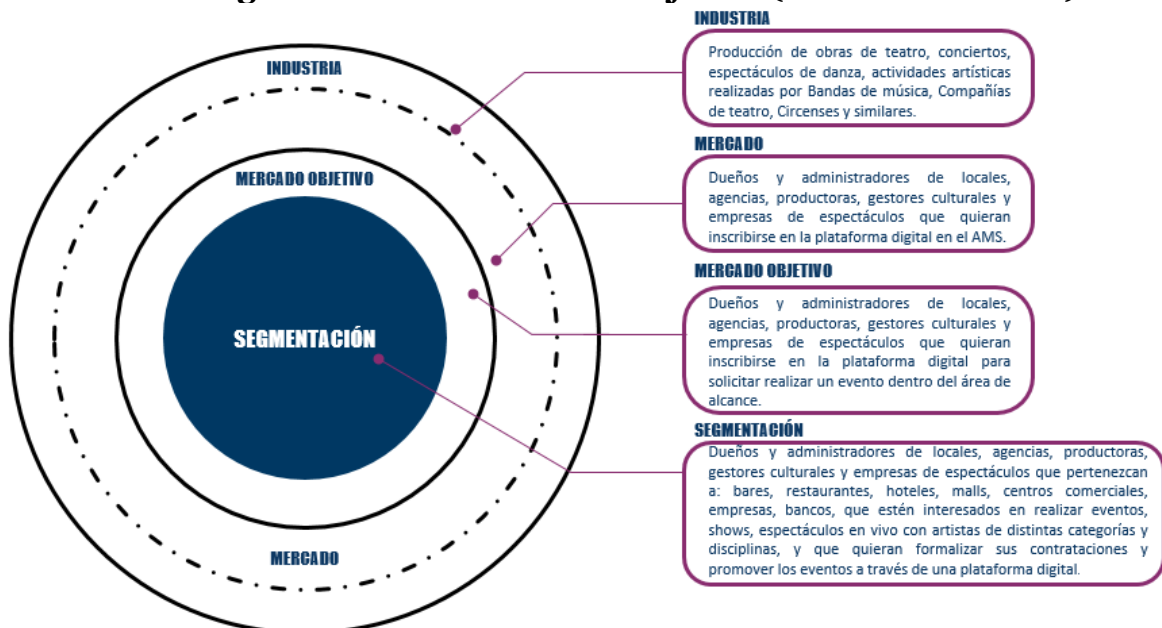 INDUSTRIA
MERCADO OBJETIVO
SEGMENTACIÓN
MERCADO
INDUSTRIA
Producción de obras de teatro, conciertos,
espectáculos de danza, actividades artísticas
realizadas por Bandas de música, Compañías
de teatro, Circenses y similares.
MERCADO
Dueños y administradores de locales,
agencias, productoras, gestores culturales y
empresas de espectáculos que quieran
inscribirse en la plataforma digital en el AMS.
MERCADO OBJETIVO
Dueños y administradores de locales,
agencias, productoras, gestores culturales y
empresas de espectáculos que quieran
inscribirse en la plataforma digital para
solicitar realizar un evento dentro del área de
alcance.
SEGMENTACIÓN
Dueños y administradores de locales, agencias, productoras,
gestores culturales y empresas de espectáculos que pertenezcan
a: bares, restaurantes, hoteles, malls, centros comerciales,
empresas, bancos, que estén interesados en realizar eventos,
shows, espectáculos en vivo con artistas de distintas categorías y
disciplinas, y que quieran formalizar sus contrataciones y
promover los eventos a través de una plataforma digital.